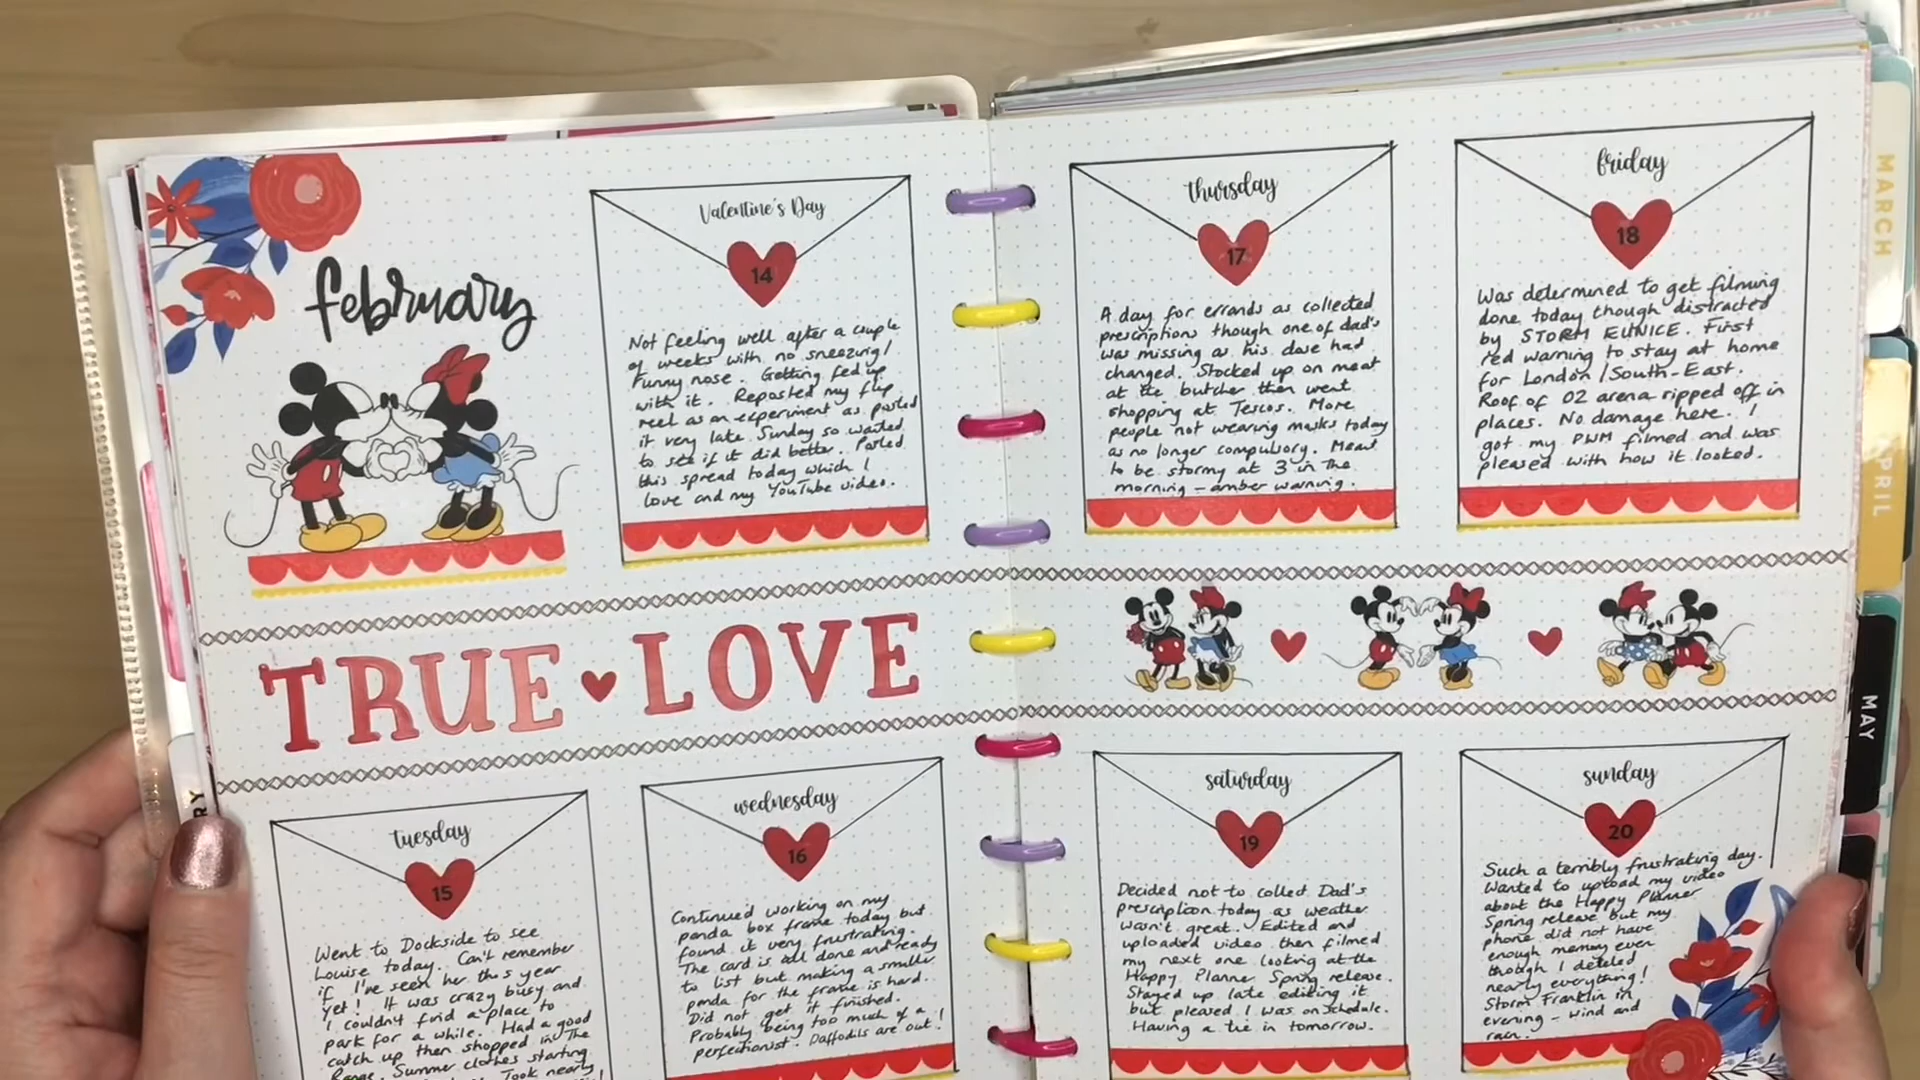 february
Valentine's Day
14
Not feeling well after a couple
of weeks with no sneezing/
funny nose. Getting fed up
with it. Reposted my flip
reel as an experiment as posted
it very late Sunday so waited
to see if it did better. Posted
this spread today which I
love and my YouTube video.
thursday
17
A day for errands as collected
prescriptions though one of dad's
was missing as his dose had
changed. Stocked up on meat
at the butcher then went
shopping at Tescos. More
people not wearing masks today
as no longer compulsory. Meant
to be stormy at 3 in the
morning - amber warning.
friday
18
Was determined to get filming
done today though distracted
by STORM EUNICE. First
red warning to stay at home
for London/South-East.
Roof of O2 arena ripped off in
places. No damage here. I
got my PWM filmed and was
pleased with how it looked.
TRUE LOVE
tuesday
15
Went to Dockside to see
Louise today. Can't remember
if I've seen her this year
yet! It was crazy busy and
I couldn't find a place to
park for a while. Had a good
catch up then shopped in The
Range. Summer clothes starting
Took nearly
wednesday
16
Continued working on my
panda box frame today but
found it very frustrating.
The card is all done and ready
to list but making a smaller
panda for the frame is hard.
Did not get it finished.
Probably being too much of a
perfectionist. Daffodils are out!
saturday
19
Decided not to collect Dad's
prescription today as weather
wasn't great. Edited and
uploaded video then filmed
my next one looking at the
Happy Planner Spring release.
Stayed up late editing it
but pleased I was on schedule.
Having a lie in tomorrow.
sunday
20
Such a terribly frustrating day.
Wanted to upload my video
about the Happy Planner
Spring release but my
phone did not have
enough memory even
though I deleted
nearly everything!
Storm Franklin in
evening - wind and
rain.
MARCH
APRIL
MAY
RY